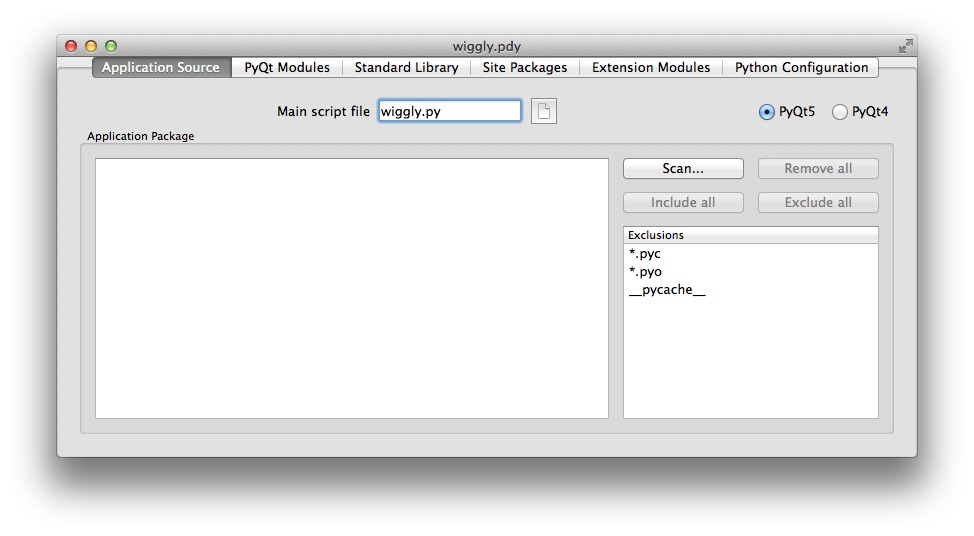 wiggly.pdy
Application Source PyQt Modules Standard Library Site Packages Extension Modules Python Configuration
Main script file wiggly.py PyQt5 PyQt4
Application Package
Scan... Remove all
Include all Exclude all
Exclusions
*.pyc
*.pyo
__pycache__